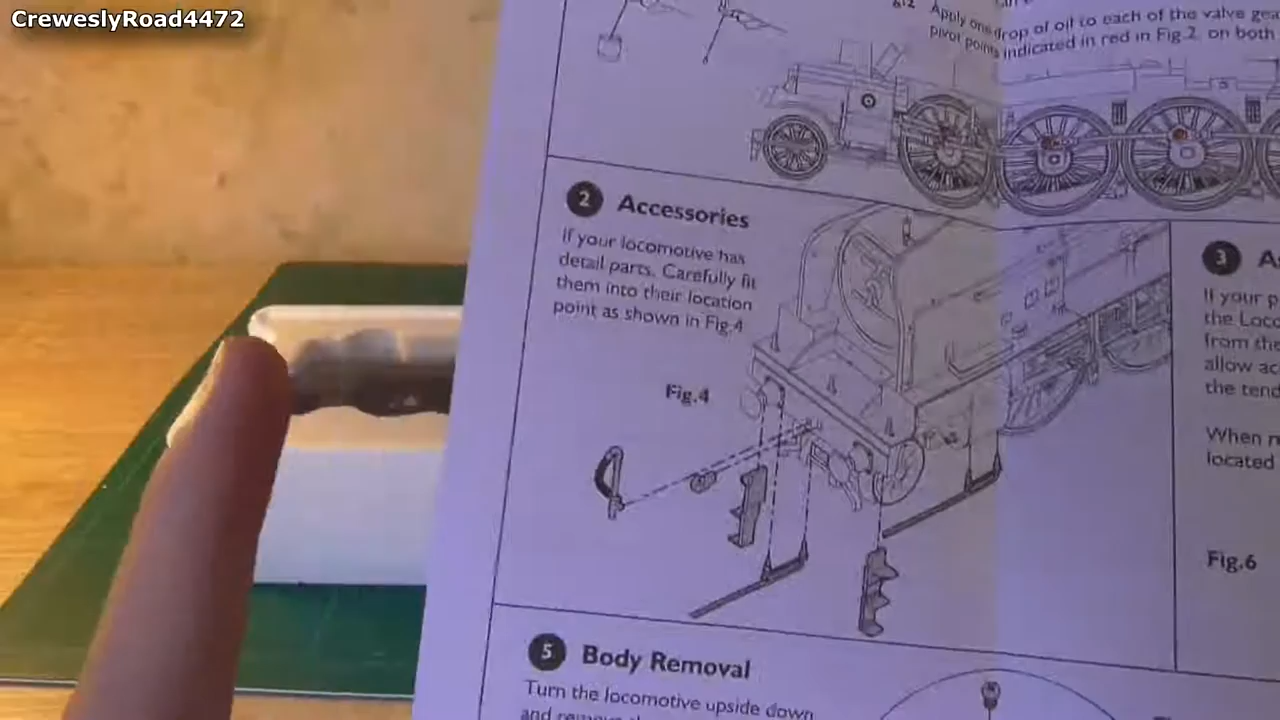 CreweslyRoad4472
Apply one drop of oil to each of the valve gea
pivot points indicated in red in Fig.2, on both
2 Accessories
If your locomotive has
detail parts. Carefully fit
them into their location
point as shown in Fig.4
Fig.4
3 A
If your p
the Loco
from the
allow ac
the tend
When n
located
Fig.6
5 Body Removal
Turn the locomotive upside down
and remove